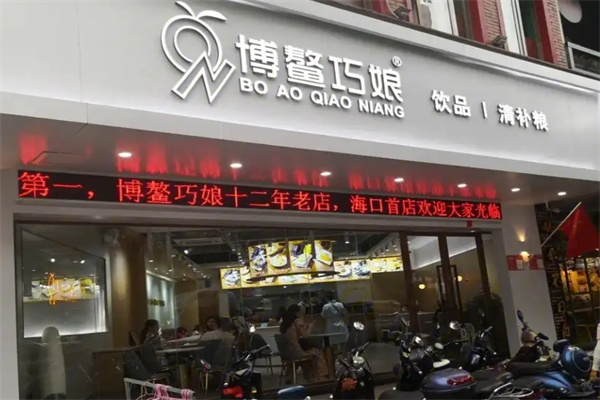 博鳌巧娘®
BO AO QIAO NIANG
饮品 | 清补粮
第一，博鳌巧娘十二年老店，海口首店欢迎大家光临